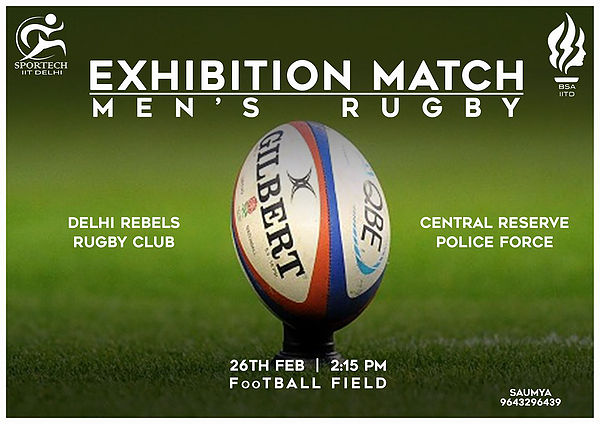 SPORTECH
IIT DELHI
BSA
IITD
EXHIBITION MATCH
MEN'S RUGBY
GILBERT
QBE
DELHI REBELS
RUGBY CLUB
CENTRAL RESERVE
POLICE FORCE
26TH FEB | 2:15 PM
FooTBALL FIELD
SAUMYA
9643296439